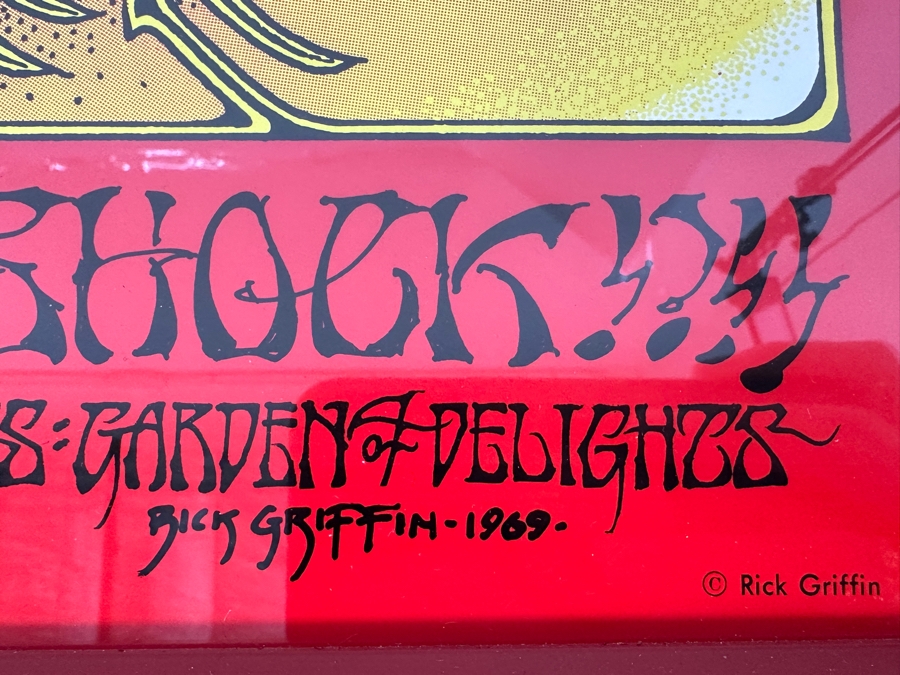 SHOCK!?!!
S: GARDEN of DELIGHTS
RICK GRIFFIN-1969-
© Rick Griffin